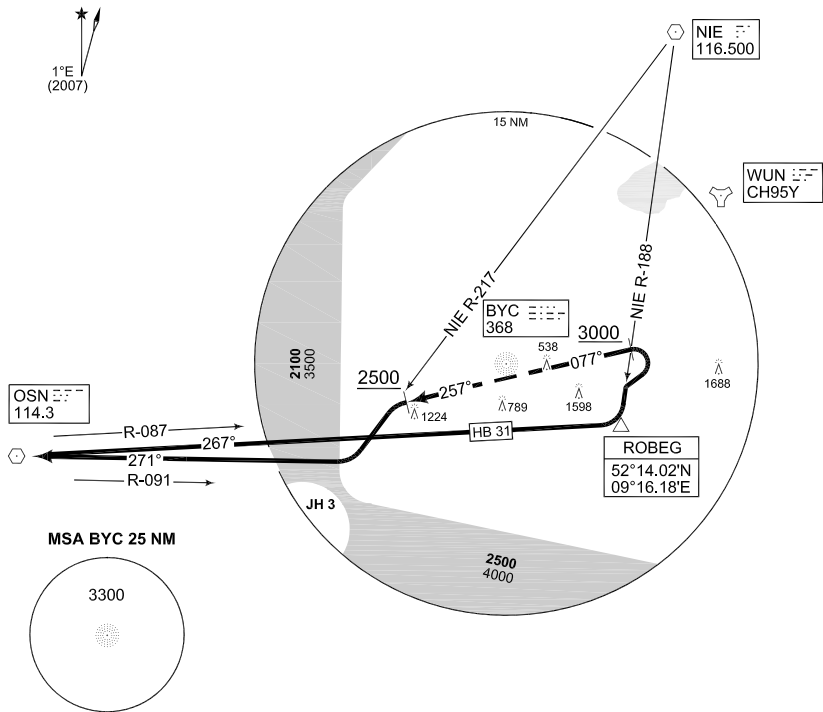 1°E
(2007)
NIE
116.500
15 NM
WUN
CH95Y
NIE R-217
NIE R-188
BYC
368
538
3000
077°
257°
2500
1224
789
1598
1688
2100
3500
OSN
114.3
R-087
267°
271°
R-091
HB 31
ROBEG
52°14.02'N
09°16.18'E
JH 3
2500
4000
MSA BYC 25 NM
3300